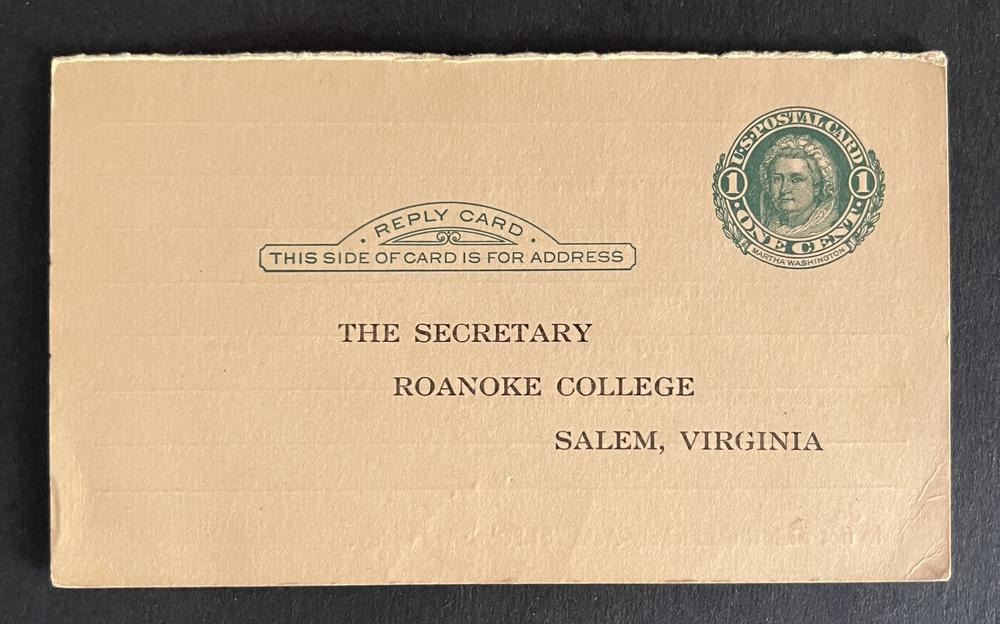 U·S·POSTAL CARD
1 1
·ONE CENT·
MARTHA WASHINGTON
· REPLY CARD ·
THIS SIDE OF CARD IS FOR ADDRESS
THE SECRETARY
ROANOKE COLLEGE
SALEM, VIRGINIA